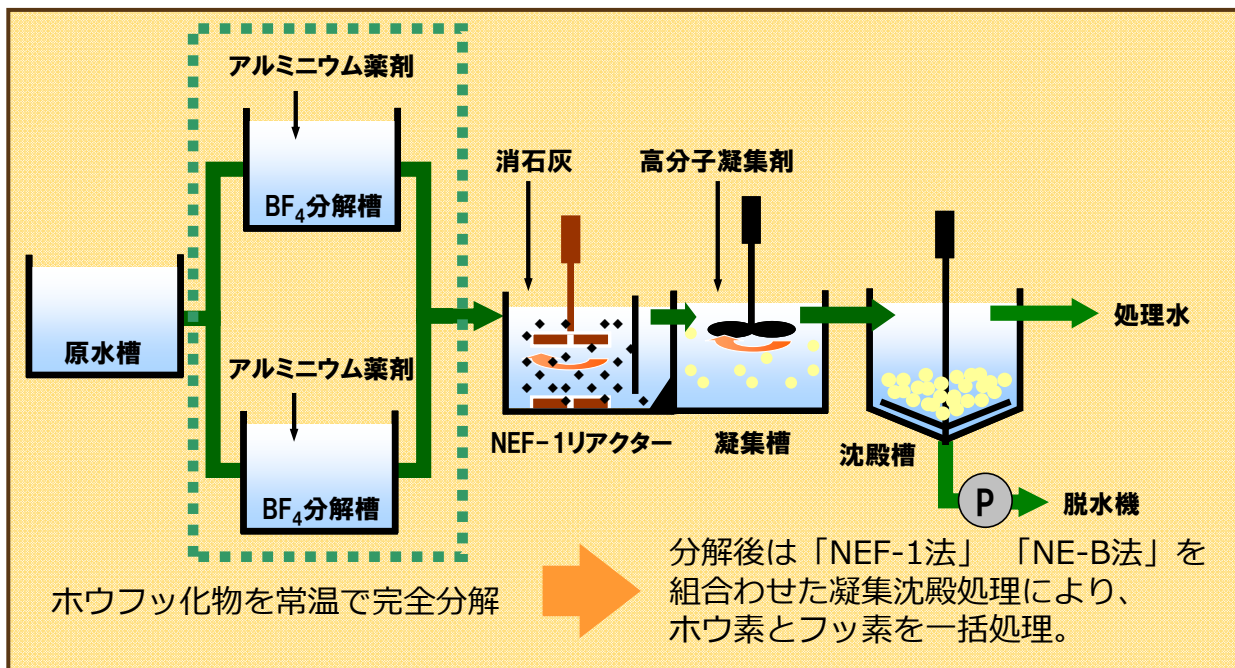 アルミニウム薬剤
BF₄分解槽
原水槽
アルミニウム薬剤
BF₄分解槽
消石灰
高分子凝集剤
NEF-1リアクター
凝集槽
沈殿槽
処理水
P
脱水機
ホウフッ化物を常温で完全分解
分解後は「NEF-1法」 「NE-B法」を
組合わせた凝集沈殿処理により、
ホウ素とフッ素を一括処理。